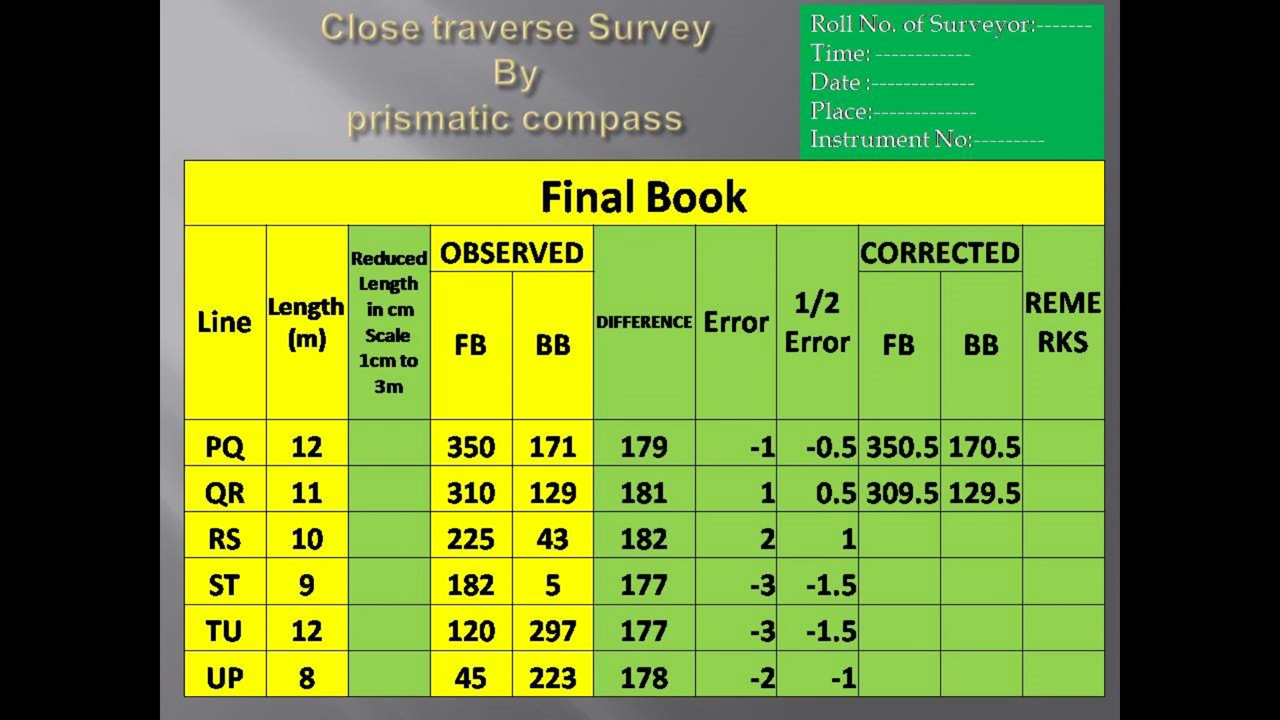 Close traverse Survey
By
prismatic compass
Roll No. of Surveyor:-------
Time: ------------
Date :-------------
Place:-------------
Instrument No:---------
Final Book
Line Length (m) Reduced Length in cm Scale 1cm to 3m OBSERVED FB BB DIFFERENCE Error 1/2 Error CORRECTED FB BB REME RKS
PQ 12 350 171 179 -1 -0.5 350.5 170.5
QR 11 310 129 181 1 0.5 309.5 129.5
RS 10 225 43 182 2 1
ST 9 182 5 177 -3 -1.5
TU 12 120 297 177 -3 -1.5
UP 8 45 223 178 -2 -1